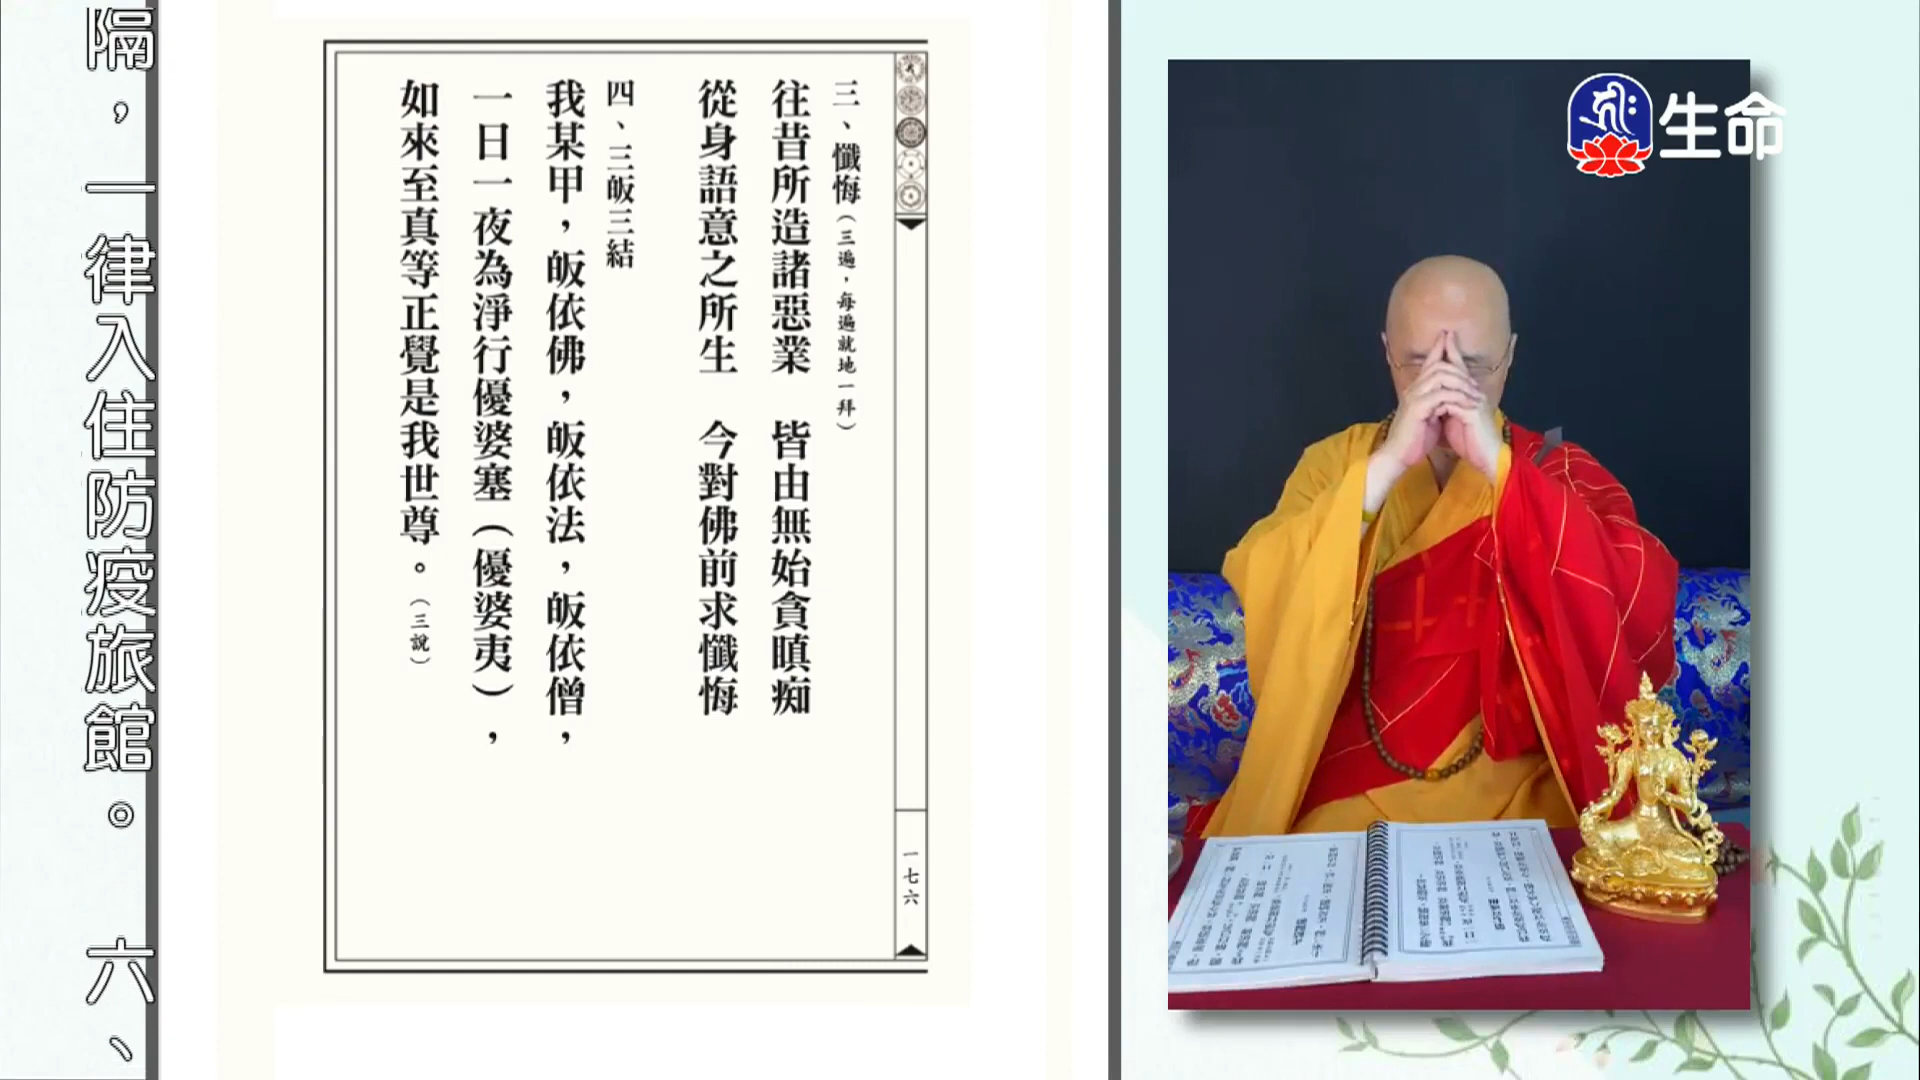 三、懺悔（三遍，每遍就地一拜）
往昔所造諸惡業　皆由無始貪瞋痴
從身語意之所生　今對佛前求懺悔
四、三皈三結
我某甲，皈依佛，皈依法，皈依僧，
一日一夜為淨行優婆塞（優婆夷），
如來至真等正覺是我世尊。（三說）
一七六
隔，一律入住防疫旅館。　六、
生命